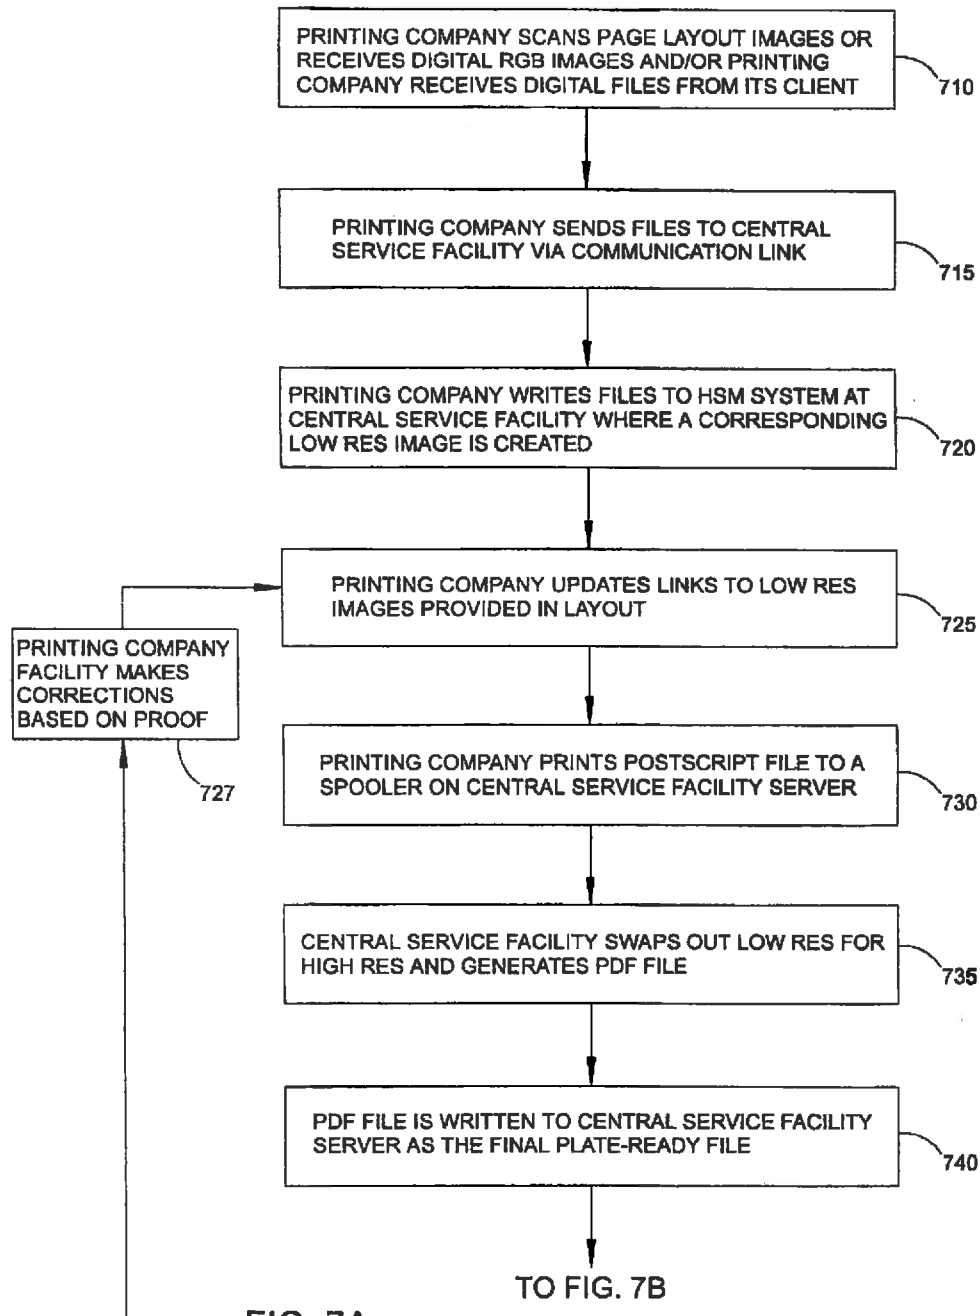 PRINTING COMPANY SCANS PAGE LAYOUT IMAGES OR
RECEIVES DIGITAL RGB IMAGES AND/OR PRINTING
COMPANY RECEIVES DIGITAL FILES FROM ITS CLIENT
710
PRINTING COMPANY SENDS FILES TO CENTRAL
SERVICE FACILITY VIA COMMUNICATION LINK
715
PRINTING COMPANY WRITES FILES TO HSM SYSTEM AT
CENTRAL SERVICE FACILITY WHERE A CORRESPONDING
LOW RES IMAGE IS CREATED
720
PRINTING COMPANY UPDATES LINKS TO LOW RES
IMAGES PROVIDED IN LAYOUT
725
PRINTING COMPANY
FACILITY MAKES
CORRECTIONS
BASED ON PROOF
727
PRINTING COMPANY PRINTS POSTSCRIPT FILE TO A
SPOOLER ON CENTRAL SERVICE FACILITY SERVER
730
CENTRAL SERVICE FACILITY SWAPS OUT LOW RES FOR
HIGH RES AND GENERATES PDF FILE
735
PDF FILE IS WRITTEN TO CENTRAL SERVICE FACILITY
SERVER AS THE FINAL PLATE-READY FILE
740
TO FIG. 7B
FIG. 7A